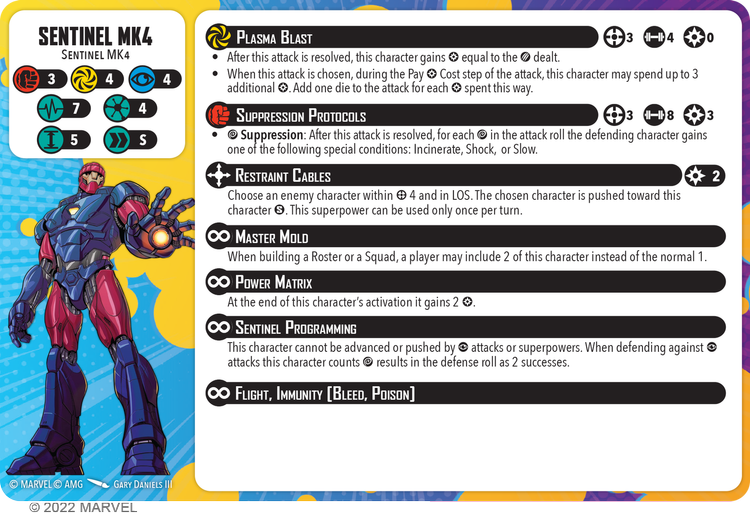 SENTINEL MK4
SENTINEL MK4
3 4 4
7 4
5 S
© MARVEL © AMG GARY DANIELS III
PLASMA BLAST 3 4 0
• After this attack is resolved, this character gains equal to the dealt.
• When this attack is chosen, during the Pay Cost step of the attack, this character may spend up to 3
additional . Add one die to the attack for each spent this way.
SUPPRESSION PROTOCOLS 3 8 3
• Suppression: After this attack is resolved, for each in the attack roll the defending character gains
one of the following special conditions: Incinerate, Shock, or Slow.
RESTRAINT CABLES 2
Choose an enemy character within 4 and in LOS. The chosen character is pushed toward this
character S. This superpower can be used only once per turn.
MASTER MOLD
When building a Roster or a Squad, a player may include 2 of this character instead of the normal 1.
POWER MATRIX
At the end of this character's activation it gains 2 .
SENTINEL PROGRAMMING
This character cannot be advanced or pushed by attacks or superpowers. When defending against
attacks this character counts results in the defense roll as 2 successes.
FLIGHT, IMMUNITY [BLEED, POISON]
© 2022 MARVEL